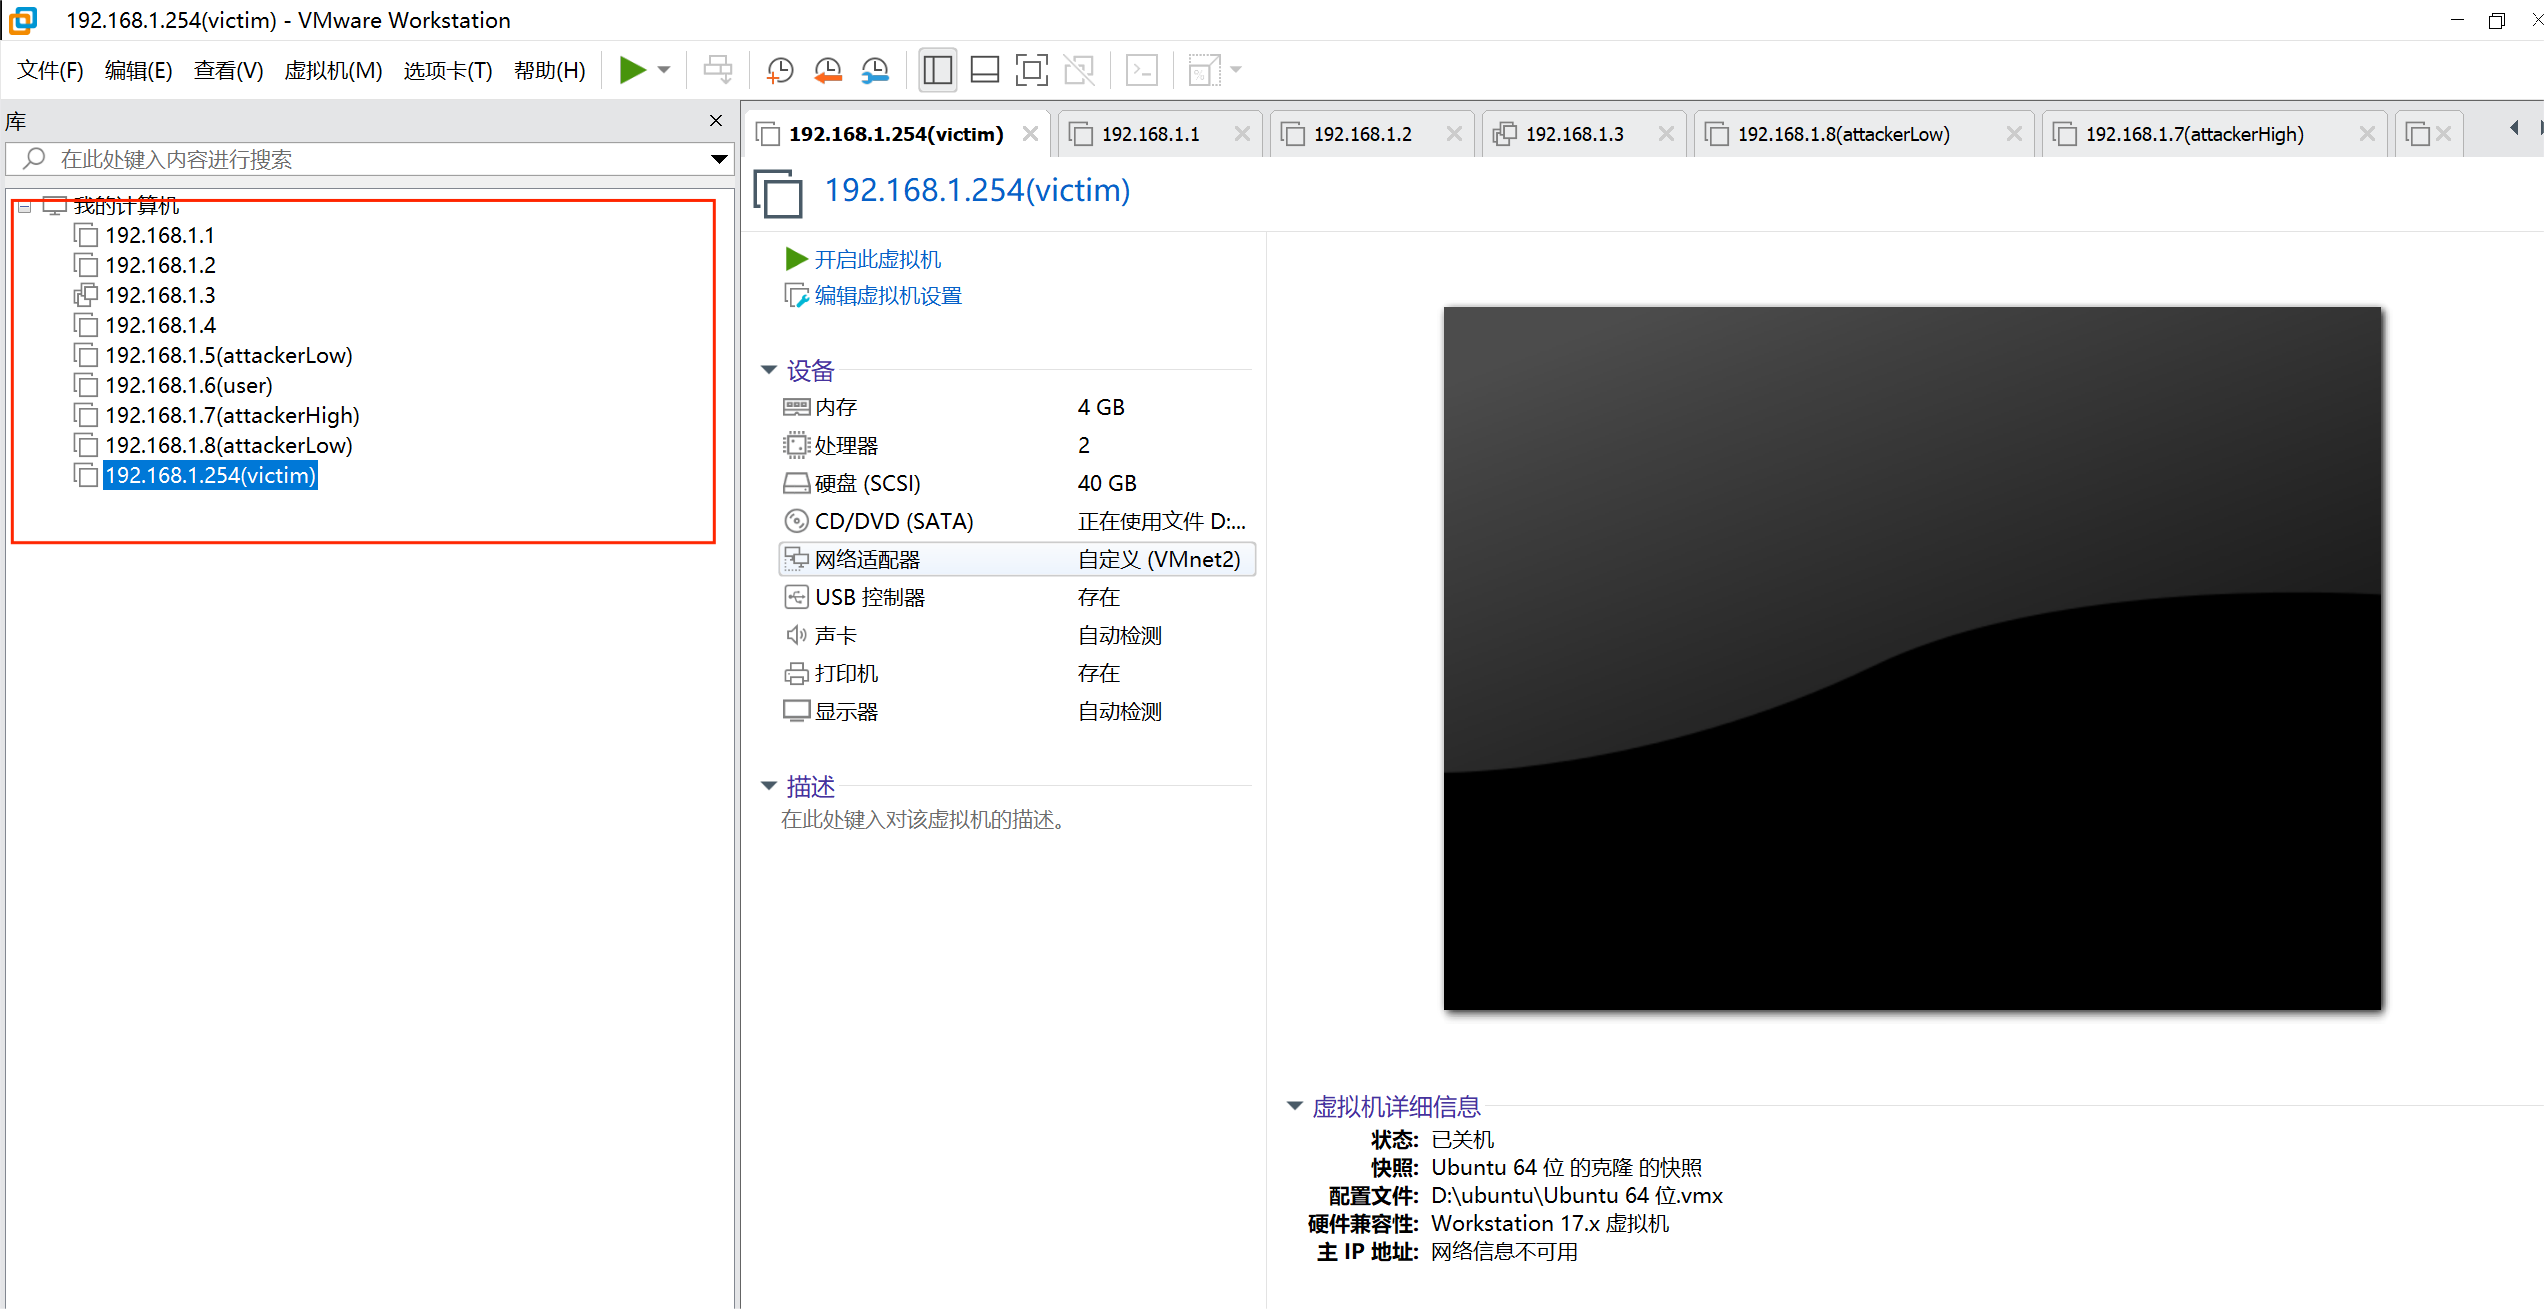 192.168.1.254(victim) - VMware Workstation
文件(F) 编辑(E) 查看(V) 虚拟机(M) 选项卡(T) 帮助(H)
库
在此处键入内容进行搜索
我的计算机
192.168.1.1
192.168.1.2
192.168.1.3
192.168.1.4
192.168.1.5(attackerLow)
192.168.1.6(user)
192.168.1.7(attackerHigh)
192.168.1.8(attackerLow)
192.168.1.254(victim)
192.168.1.254(victim) 192.168.1.1 192.168.1.2 192.168.1.3 192.168.1.8(attackerLow) 192.168.1.7(attackerHigh)
192.168.1.254(victim)
开启此虚拟机
编辑虚拟机设置
设备
内存 4 GB
处理器 2
硬盘 (SCSI) 40 GB
CD/DVD (SATA) 正在使用文件 D:...
网络适配器 自定义 (VMnet2)
USB 控制器 存在
声卡 自动检测
打印机 存在
显示器 自动检测
描述
在此处键入对该虚拟机的描述。
虚拟机详细信息
状态: 已关机
快照: Ubuntu 64 位 的克隆 的快照
配置文件: D:\ubuntu\Ubuntu 64 位.vmx
硬件兼容性: Workstation 17.x 虚拟机
主 IP 地址: 网络信息不可用